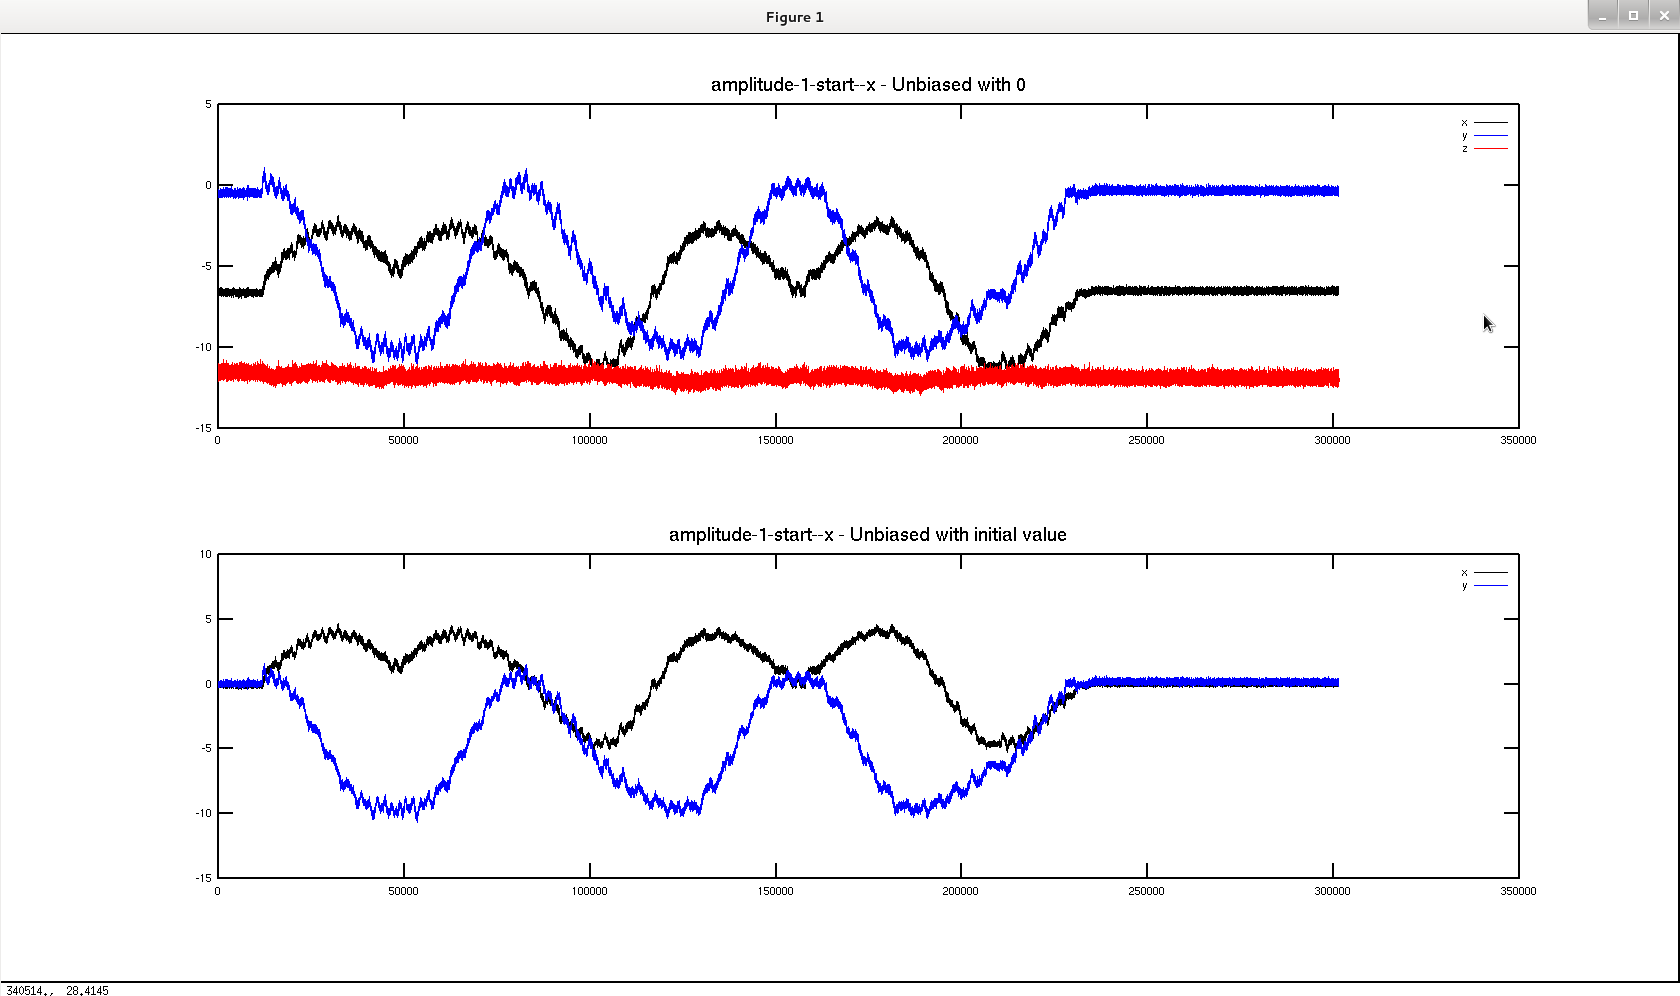 Figure 1
amplitude-1-start--x - Unbiased with 0
5
0
-5
-10
-15
0 50000 100000 150000 200000 250000 300000 350000
x
y
z
amplitude-1-start--x - Unbiased with initial value
10
5
0
-5
-10
-15
0 50000 100000 150000 200000 250000 300000 350000
x
y
340514., 28.4145